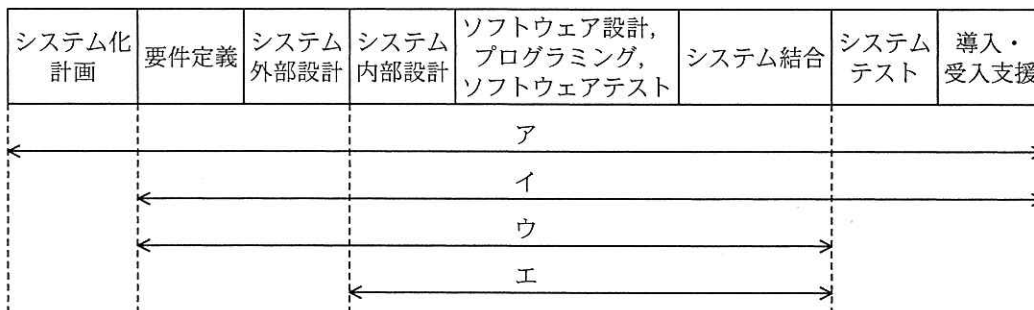 システム化
計画
要件定義
システム
外部設計
システム
内部設計
ソフトウェア設計,
プログラミング,
ソフトウェアテスト
システム結合
システム
テスト
導入・
受入支援
ア
イ
ウ
エ